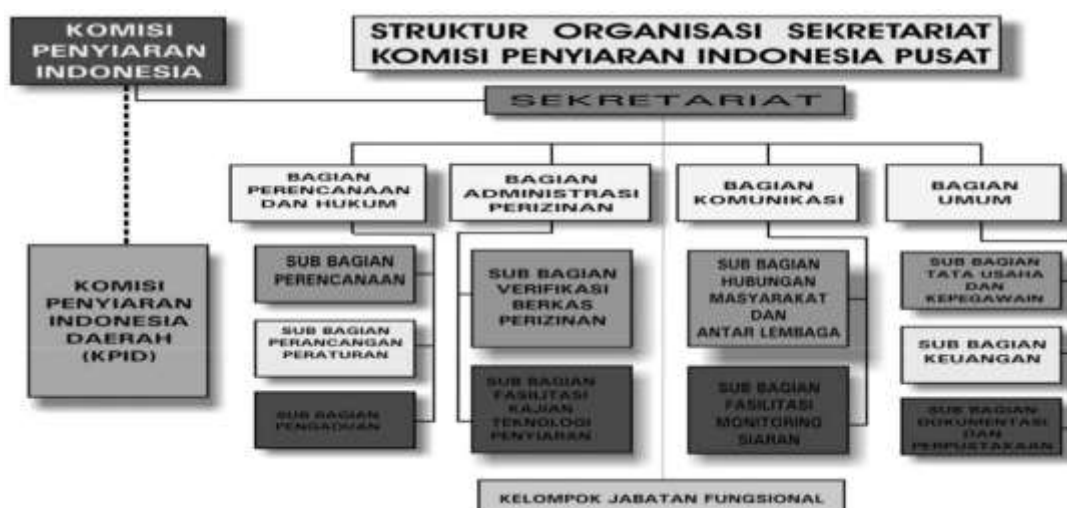 KOMISI
PENYIARAN
INDONESIA
STRUKTUR ORGANISASI SEKRETARIAT
KOMISI PENYIARAN INDONESIA PUSAT
SEKRETARIAT
BAGIAN
PERENCANAAN
DAN HUKUM
BAGIAN
ADMINISTRASI
PERIZINAN
BAGIAN
KOMUNIKASI
BAGIAN
UMUM
KOMISI
PENYIARAN
INDONESIA
DAERAH
(KPID)
SUB BAGIAN
PERENCANAAN
SUB BAGIAN
PERANCANGAN
PERATURAN
SUB BAGIAN
PENGADUAN
SUB BAGIAN
VERIFIKASI
BERKAS
PERIZINAN
SUB BAGIAN
FASILITASI
KAJIAN
TEKNOLOGI
PENYIARAN
SUB BAGIAN
HUBUNGAN
MASYARAKAT
DAN
ANTAR LEMBAGA
SUB BAGIAN
FASILITASI
MONITORING
SIARAN
SUB BAGIAN
TATA USAHA
DAN
KEPEGAWAIN
SUB BAGIAN
KEUANGAN
SUB BAGIAN
DOKUMENTASI
DAN
PERPUSTAKAAN
KELOMPOK JABATAN FUNGSIONAL